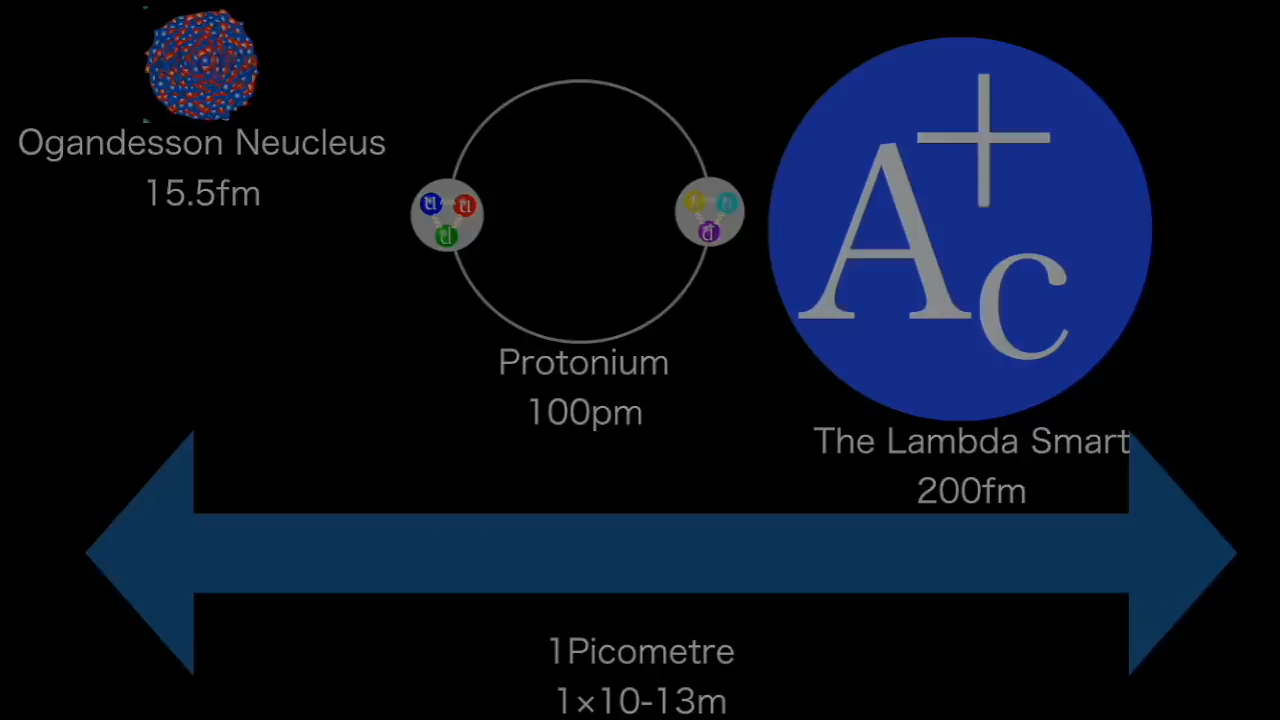 Ogandesson Neucleus
15.5fm
u u
d
Protonium
100pm
A+
c
The Lambda Smart
200fm
1Picometre
1×10-13m